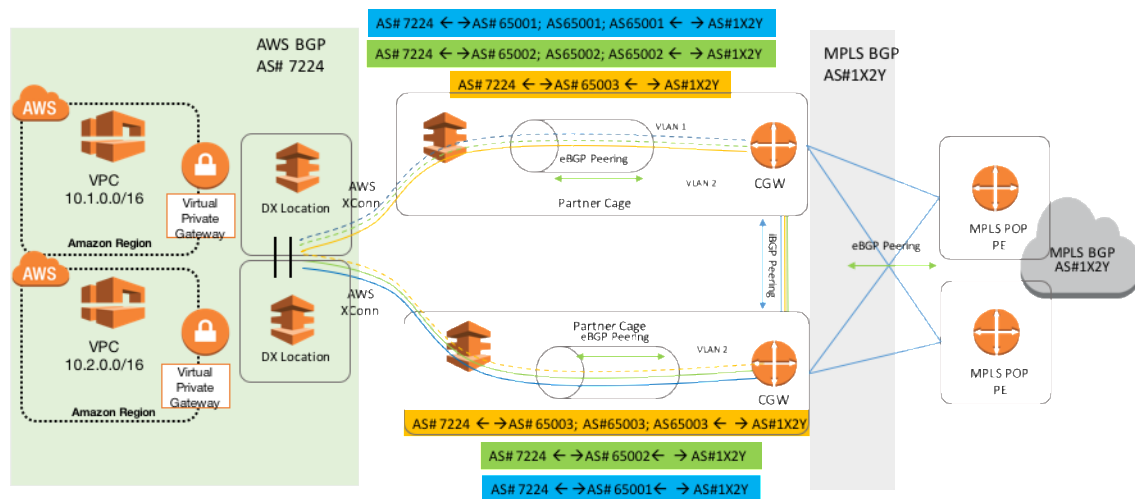 AS# 7224 ← →AS# 65001; AS65001; AS65001 ← →AS#1X2Y
AS# 7224 ← →AS# 65002; AS65002; AS65002 ← →AS#1X2Y
AS# 7224 ← →AS# 65003 ← →AS#1X2Y
AWS BGP
AS# 7224
MPLS BGP
AS#1X2Y
AWS
VPC
10.1.0.0/16
Virtual
Private
Gateway
Amazon Region
DX Location
AWS
XConn
VLAN 1
eBGP Peering
VLAN 2
CGW
Partner Cage
iBGP Peering
eBGP Peering
MPLS POP
PE
MPLS BGP
AS#1X2Y
AWS
VPC
10.2.0.0/16
Virtual
Private
Gateway
Amazon Region
DX Location
AWS
XConn
Partner Cage
eBGP Peering
VLAN 2
CGW
MPLS POP
PE
AS# 7224 ← →AS#65003; AS#65003; AS65003 ← →AS#1X2Y
AS# 7224 ← →AS# 65002← → AS#1X2Y
AS# 7224 ← →AS# 65001← → AS#1X2Y